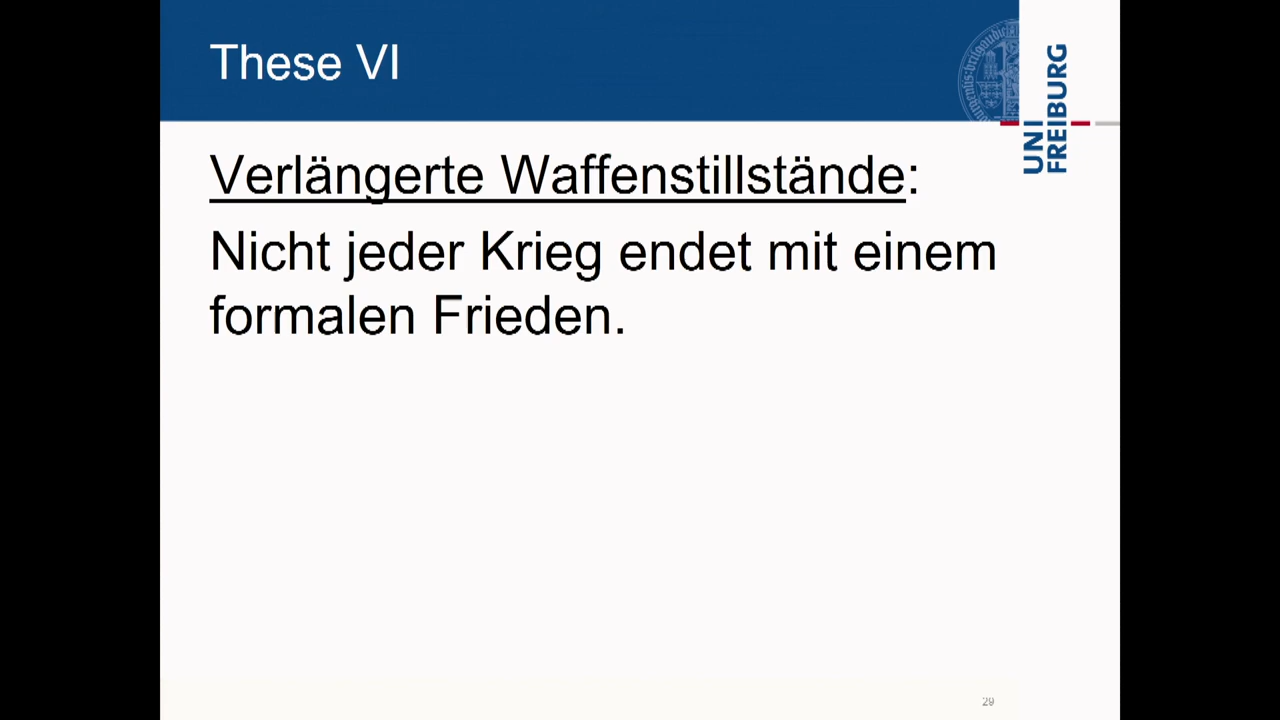 These VI
UNI
FREIBURG
Verlängerte Waffenstillstände:
Nicht jeder Krieg endet mit einem
formalen Frieden.
29